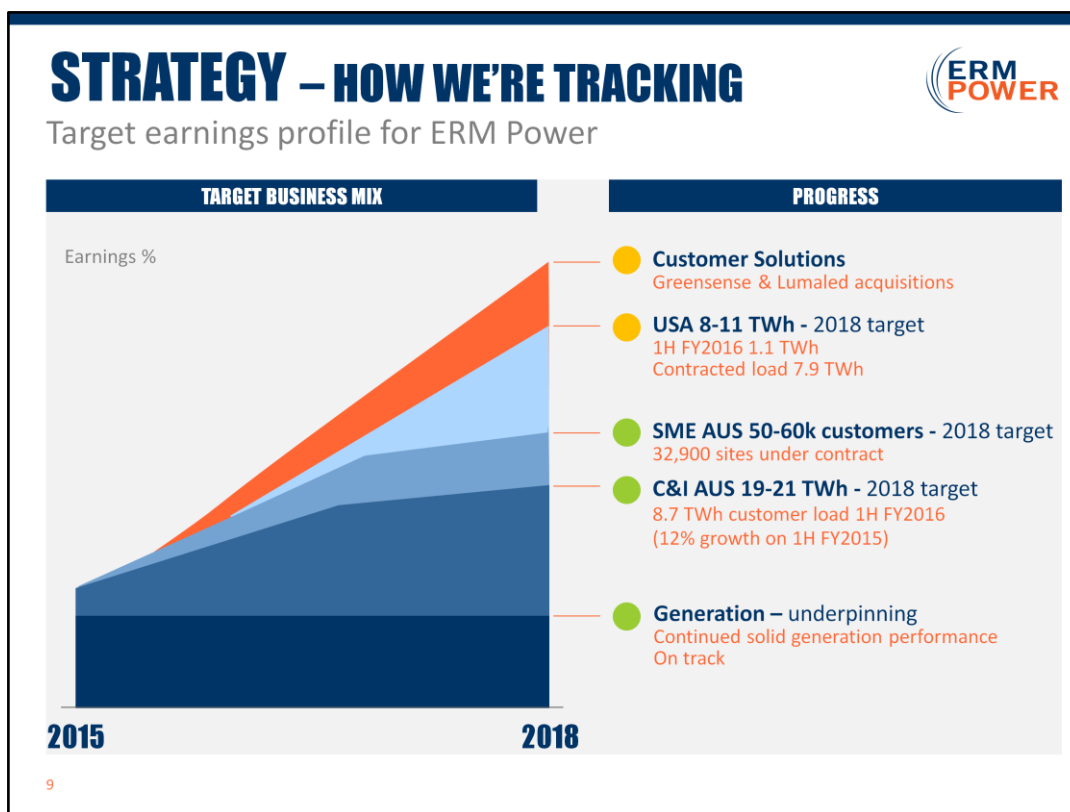 STRATEGY – HOW WE'RE TRACKING
ERM
POWER
Target earnings profile for ERM Power
TARGET BUSINESS MIX
Earnings %
2015
2018
PROGRESS
Customer Solutions
Greensense & Lumaled acquisitions
USA 8-11 TWh - 2018 target
1H FY2016 1.1 TWh
Contracted load 7.9 TWh
SME AUS 50-60k customers - 2018 target
32,900 sites under contract
C&I AUS 19-21 TWh - 2018 target
8.7 TWh customer load 1H FY2016
(12% growth on 1H FY2015)
Generation – underpinning
Continued solid generation performance
On track
9